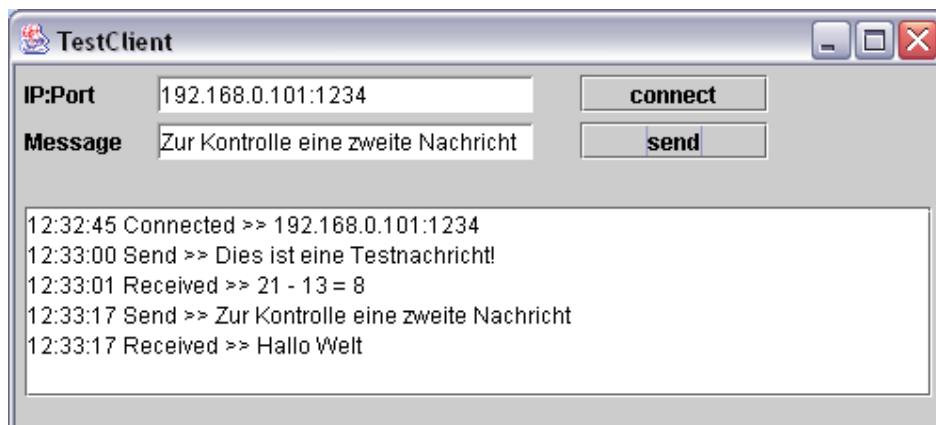 TestClient
IP:Port 192.168.0.101:1234 connect
Message Zur Kontrolle eine zweite Nachricht send
12:32:45 Connected >> 192.168.0.101:1234
12:33:00 Send >> Dies ist eine Testnachricht!
12:33:01 Received >> 21 - 13 = 8
12:33:17 Send >> Zur Kontrolle eine zweite Nachricht
12:33:17 Received >> Hallo Welt